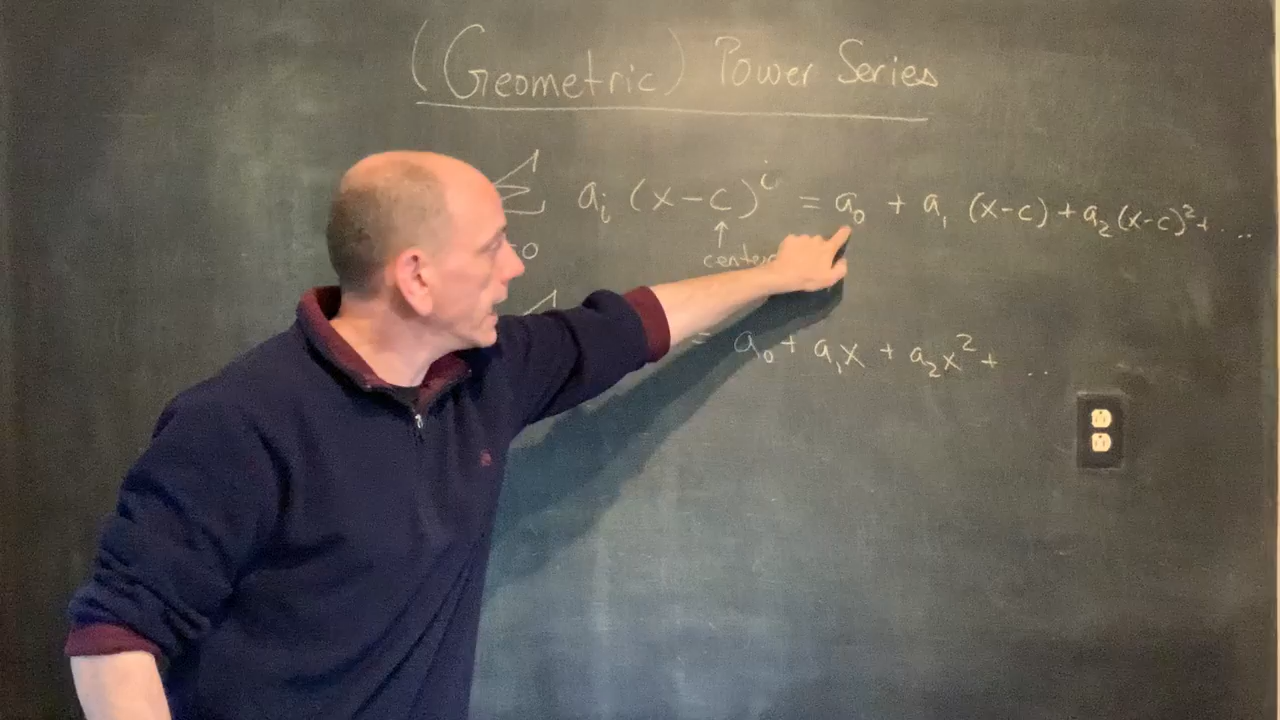 (Geometric) Power Series
Σ aᵢ (x-c)ⁱ = a₀ + a₁ (x-c) + a₂(x-c)²+...
0 center
= a₀ + a₁x + a₂x² + ..